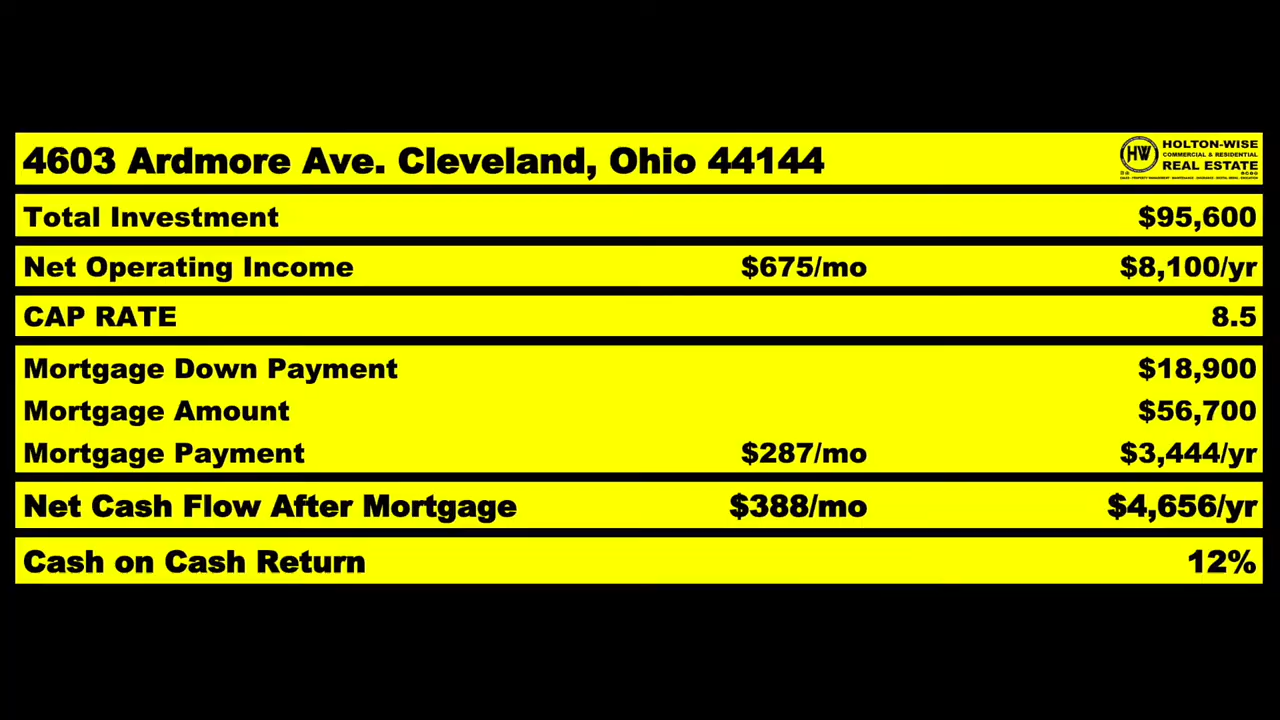 4603 Ardmore Ave. Cleveland, Ohio 44144
HW
HOLTON-WISE
COMMERCIAL & RESIDENTIAL
REAL ESTATE
Total Investment $95,600
Net Operating Income $675/mo $8,100/yr
CAP RATE 8.5
Mortgage Down Payment $18,900
Mortgage Amount $56,700
Mortgage Payment $287/mo $3,444/yr
Net Cash Flow After Mortgage $388/mo $4,656/yr
Cash on Cash Return 12%